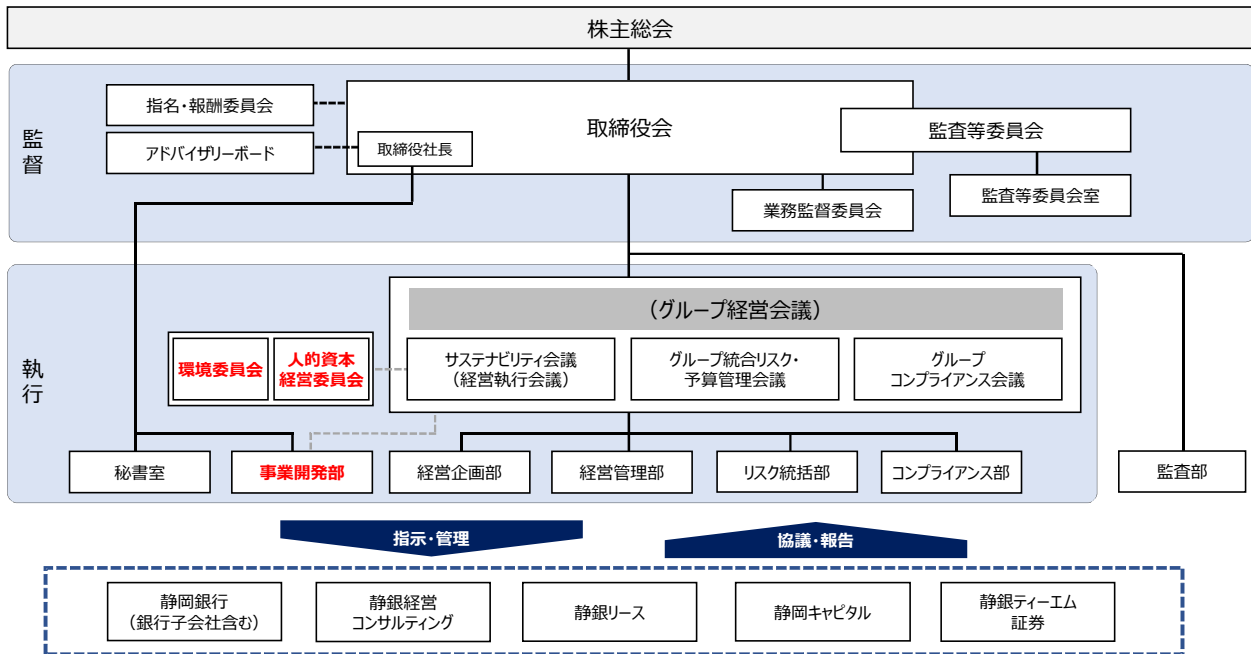 株主総会
監督
指名・報酬委員会
アドバイザリーボード
取締役会
取締役社長
監査等委員会
業務監督委員会
監査等委員会室
執行
(グループ経営会議)
環境委員会
人的資本
経営委員会
サステナビリティ会議
(経営執行会議)
グループ統合リスク・
予算管理会議
グループ
コンプライアンス会議
秘書室
事業開発部
経営企画部
経営管理部
リスク統括部
コンプライアンス部
監査部
指示・管理
協議・報告
静岡銀行
(銀行子会社含む)
静銀経営
コンサルティング
静銀リース
静岡キャピタル
静銀ティーエム
証券